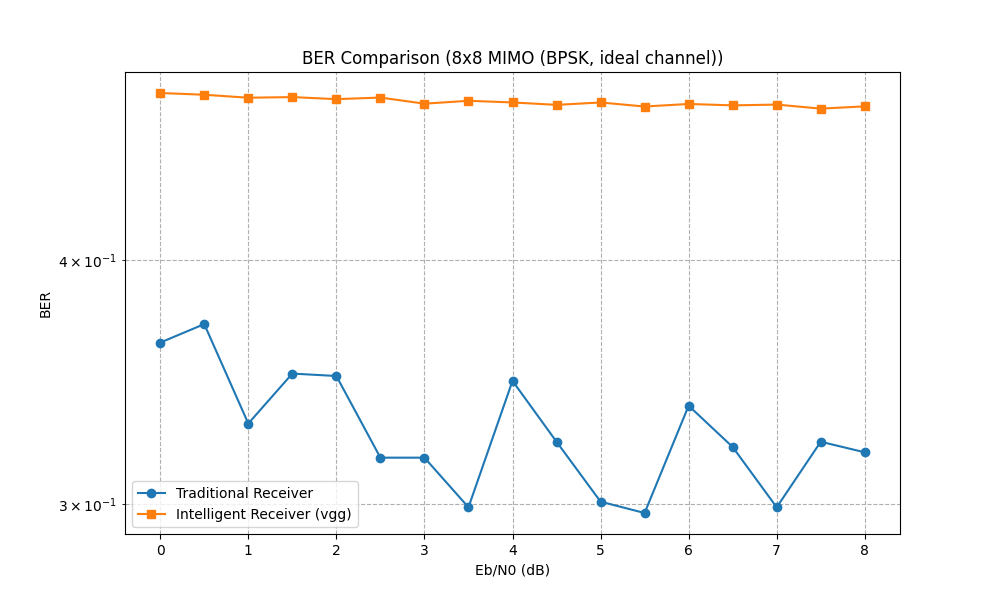 BER Comparison (8x8 MIMO (BPSK, ideal channel))
BER
4 × 10⁻¹
3 × 10⁻¹
Traditional Receiver
Intelligent Receiver (vgg)
0 1 2 3 4 5 6 7 8
Eb/N0 (dB)